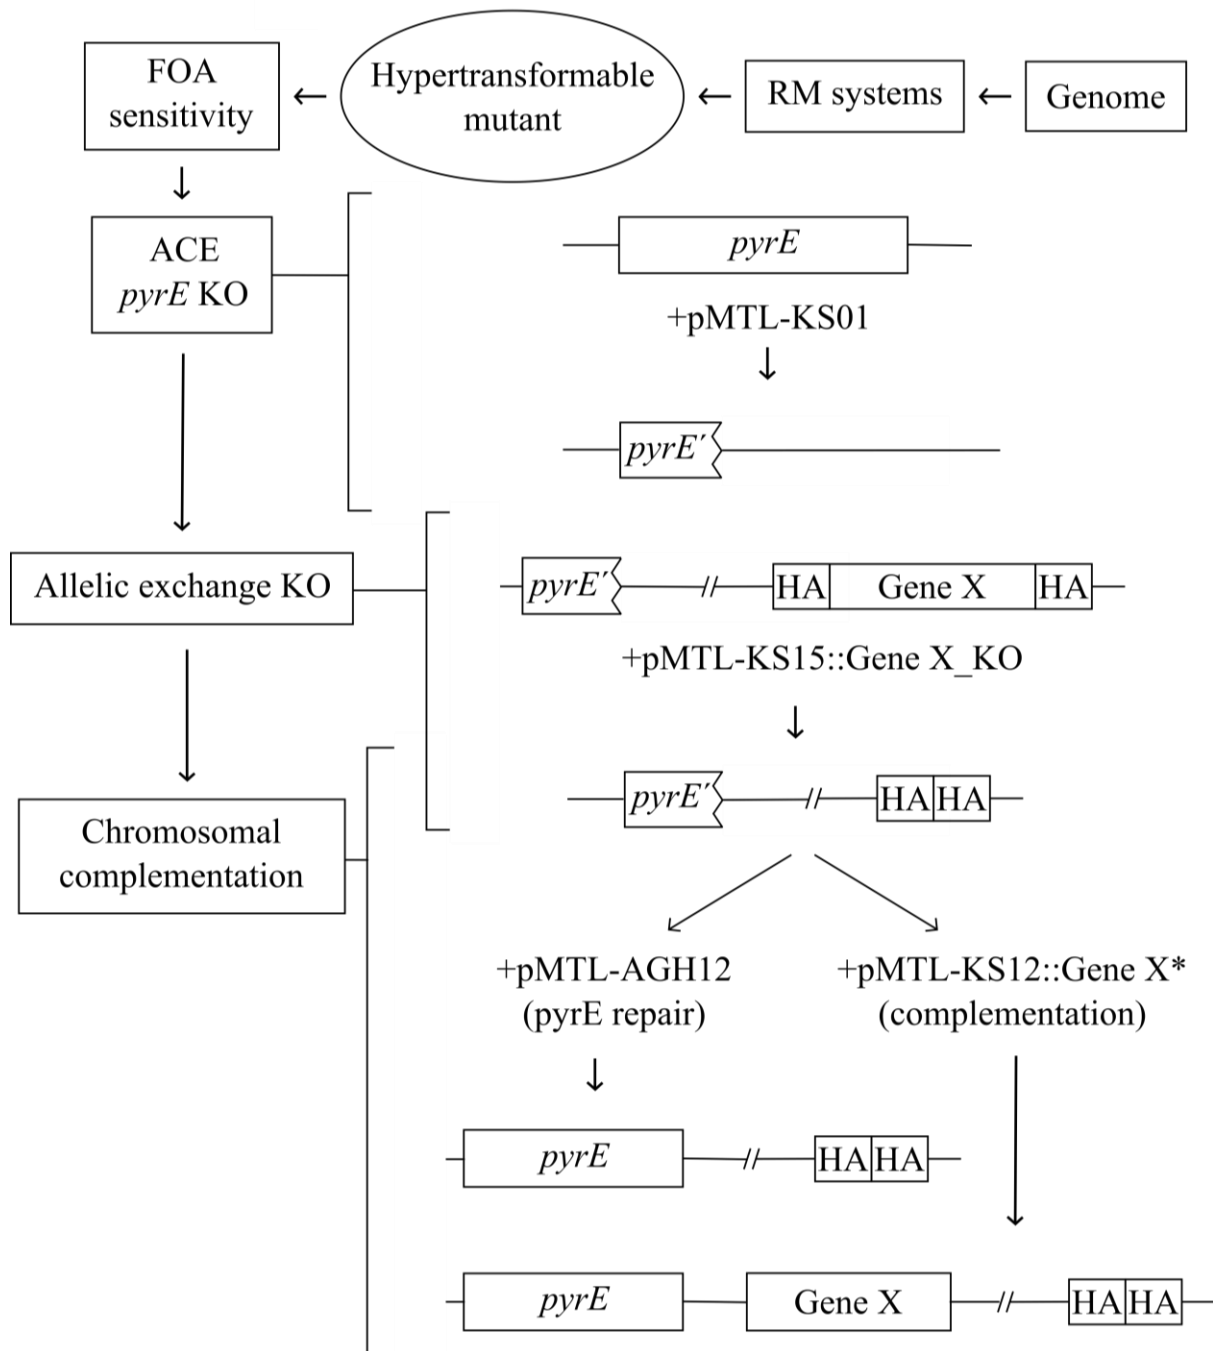 FOA
sensitivity
Hypertransformable
mutant
RM systems
Genome
ACE
pyrE KO
pyrE
+pMTL-KS01
pyrE′
Allelic exchange KO
pyrE′
HA
Gene X
HA
+pMTL-KS15::Gene X_KO
pyrE′
HA
HA
Chromosomal
complementation
+pMTL-AGH12
(pyrE repair)
+pMTL-KS12::Gene X*
(complementation)
pyrE
HA
HA
pyrE
Gene X
HA
HA